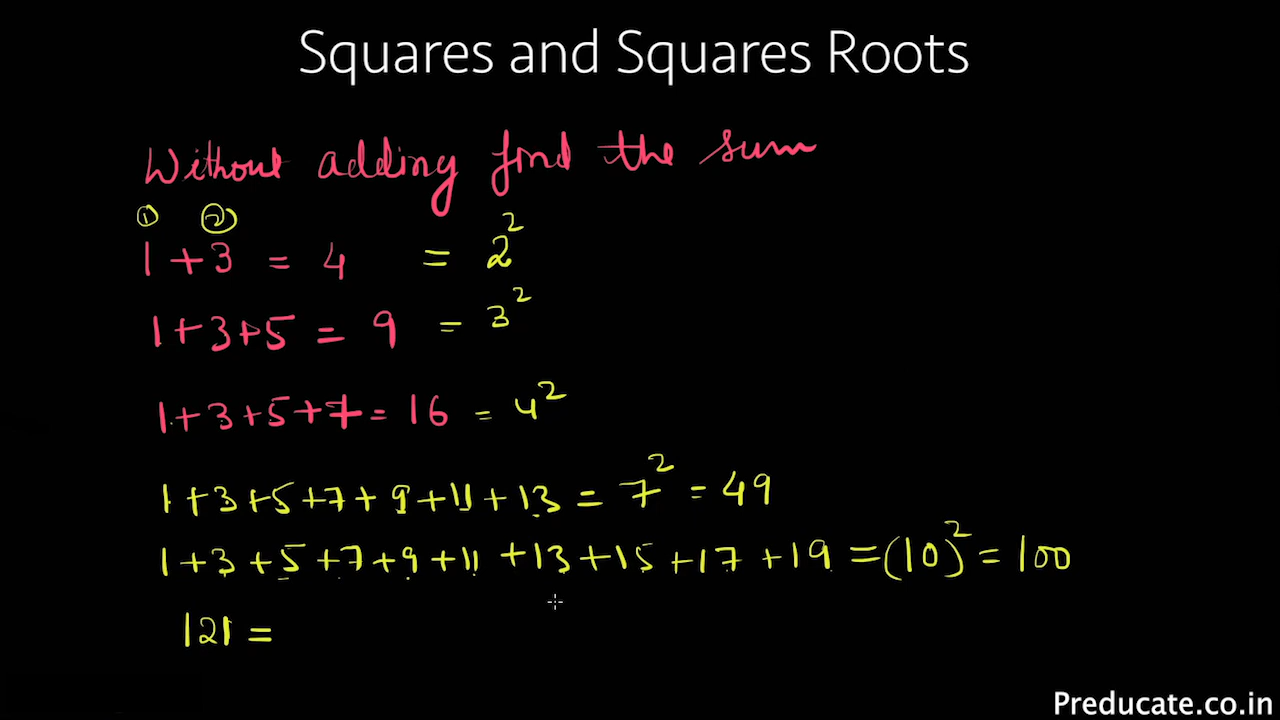 Squares and Squares Roots
Without adding find the sum
① ②
1 + 3 = 4 = 2²
1+3+5 = 9 = 3²
1+3+5+7 = 16 = 4²
1+3+5+7+9+11+13 = 7² = 49
1+3+5+7+9+11+13+15+17+19 = (10)² = 100
121 =
Preducate.co.in